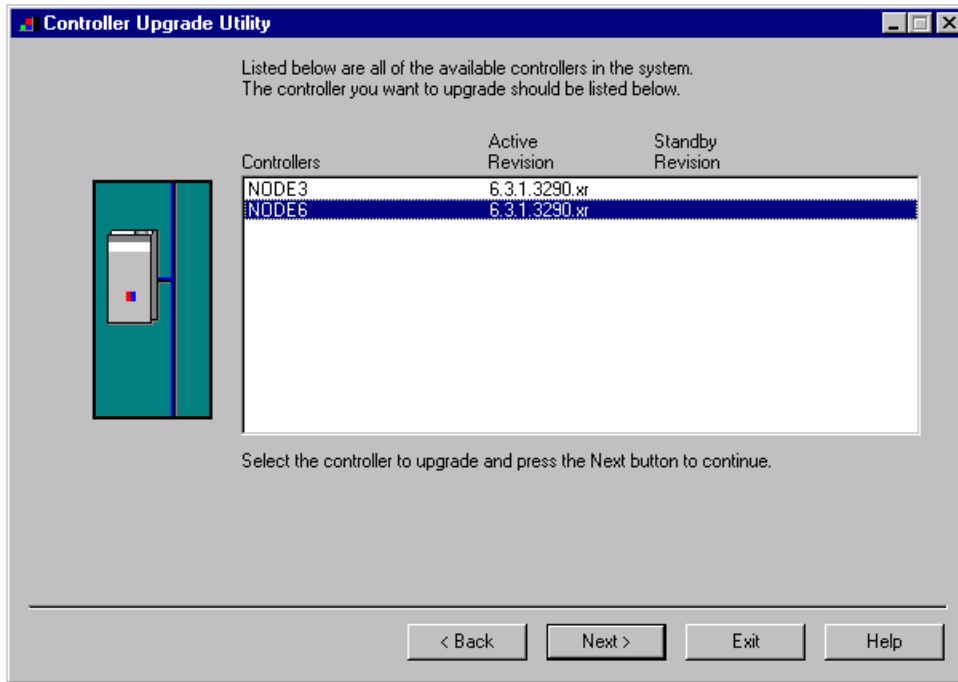 Controller Upgrade Utility
Listed below are all of the available controllers in the system.
The controller you want to upgrade should be listed below.
Active Standby
Controllers Revision Revision
NODE3 6.3.1.3290.xr
NODE6 6.3.1.3290.xr
Select the controller to upgrade and press the Next button to continue.
< Back Next > Exit Help